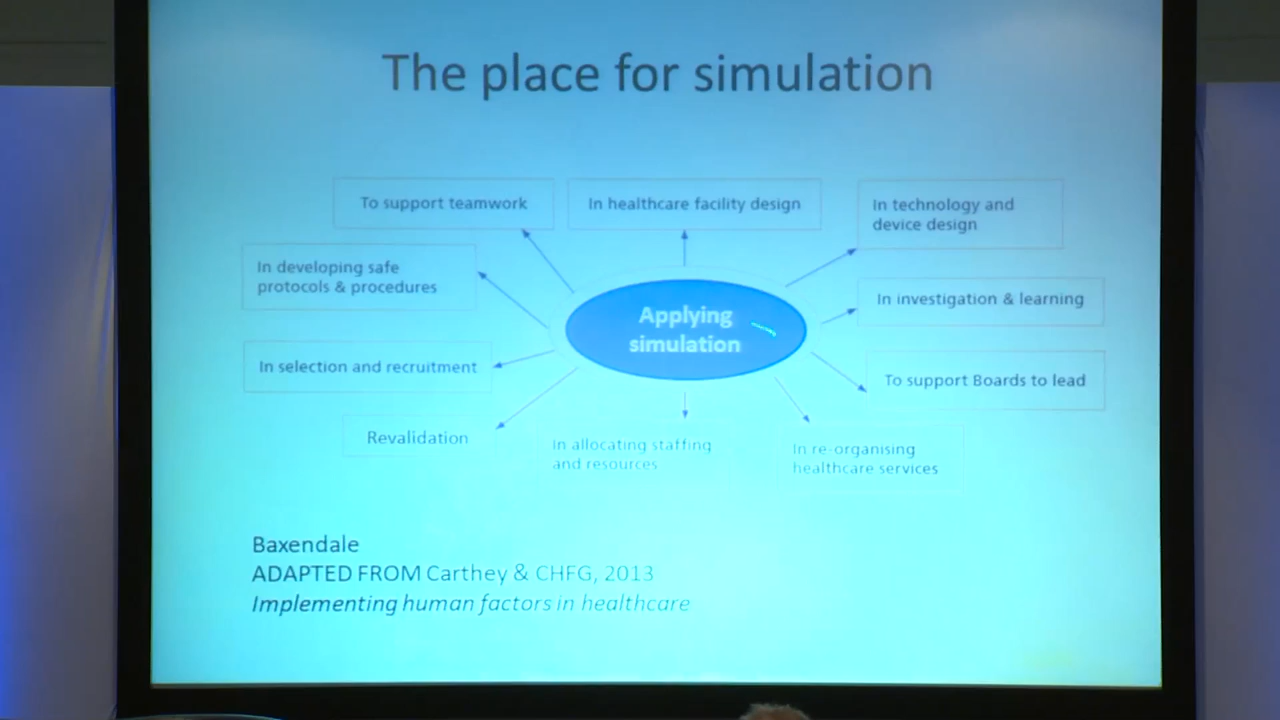 The place for simulation
To support teamwork
In healthcare facility design
In technology and
device design
In developing safe
protocols & procedures
In investigation & learning
Applying
simulation
In selection and recruitment
To support Boards to lead
Revalidation
In allocating staffing
and resources
In re-organising
healthcare services
Baxendale
ADAPTED FROM Carthey & CHFG, 2013
Implementing human factors in healthcare